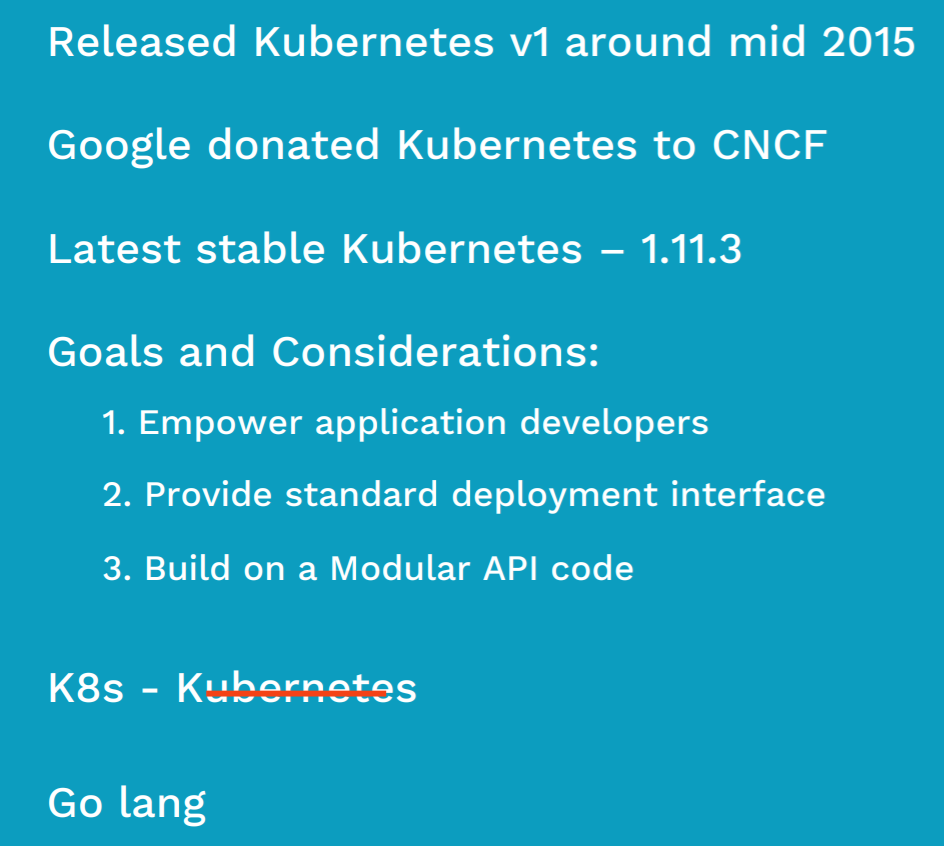 Released Kubernetes v1 around mid 2015
Google donated Kubernetes to CNCF
Latest stable Kubernetes – 1.11.3
Goals and Considerations:
1. Empower application developers
2. Provide standard deployment interface
3. Build on a Modular API code
K8s - Kubernetes
Go lang